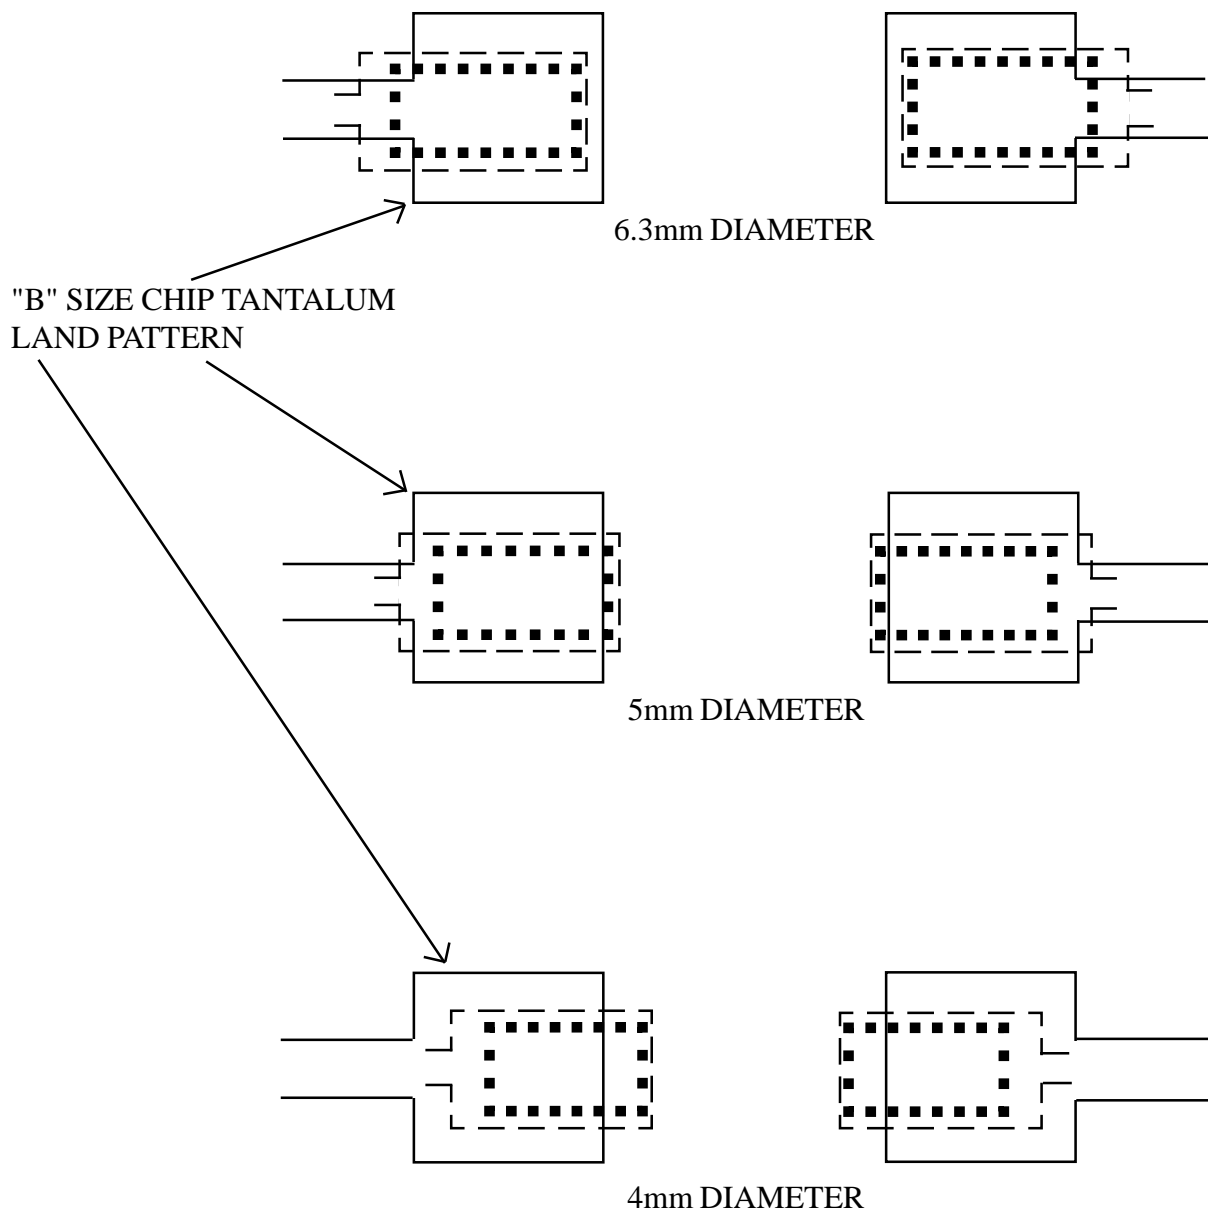 6.3mm DIAMETER
"B" SIZE CHIP TANTALUM
LAND PATTERN
5mm DIAMETER
4mm DIAMETER